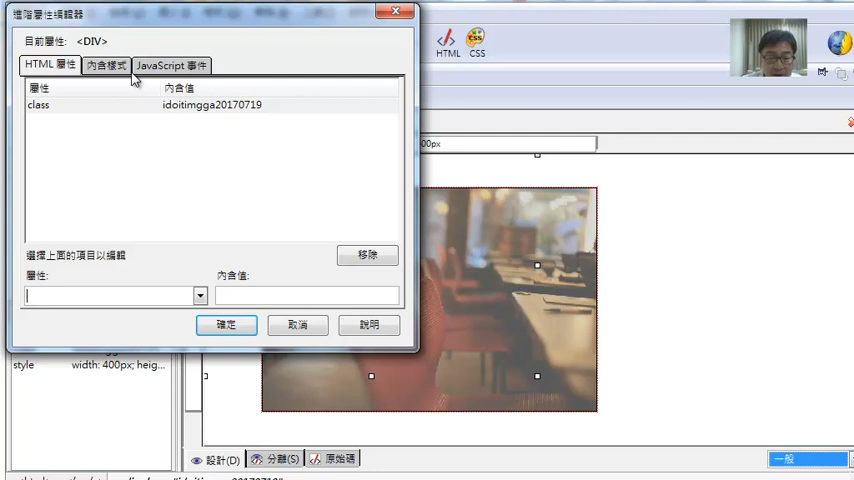 進階屬性編輯器
目前屬性: <DIV>
HTML 屬性
內含樣式
JavaScript 事件
屬性
內含值
class
idoitimgga20170719
選擇上面的項目以編輯
移除
屬性:
內含值:
確定
取消
說明
HTML
CSS
00px
style
width: 400px; heig...
設計(D)
分離(S)
原始碼
一般